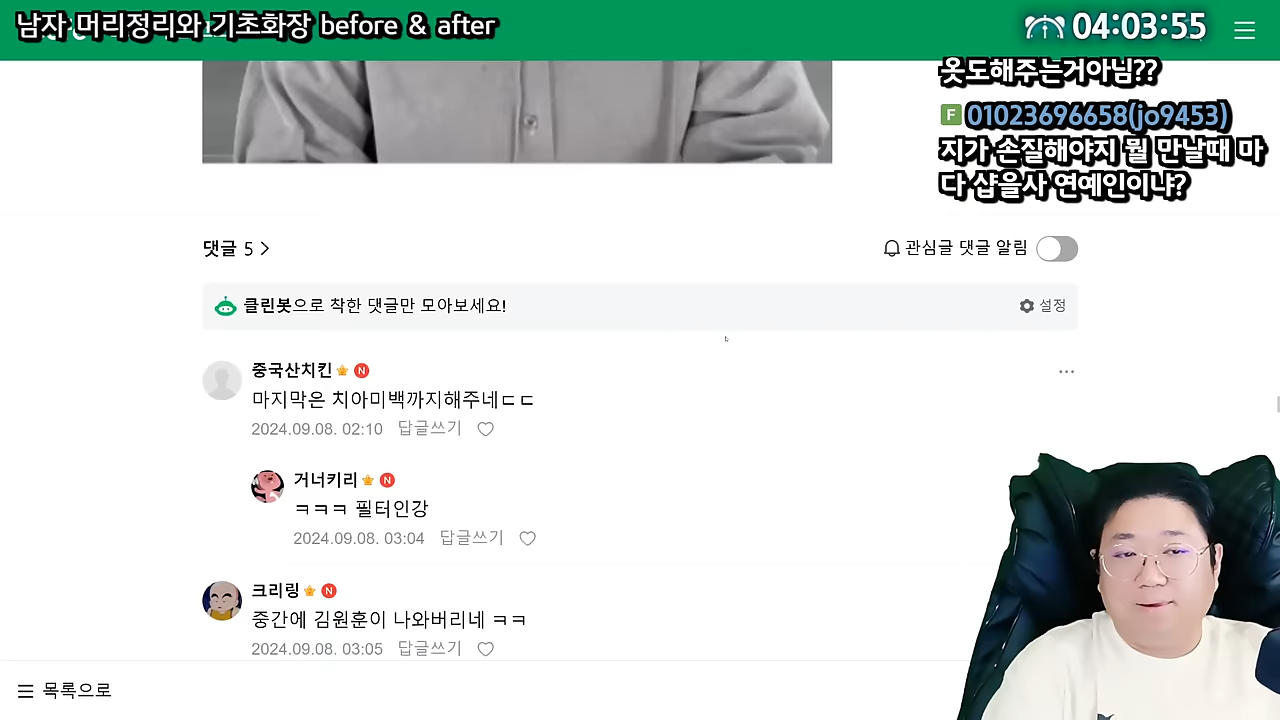 남자 머리정리와 기초화장 before & after
04:03:55
옷도해주는거아님??
F 01023696658(jo9453)
지가 손질해야지 뭘 만날때 마
다 샵을사 연예인이냐?
댓글 5 >
관심글 댓글 알림
클린봇으로 착한 댓글만 모아보세요!
설정
중국산치킨 N
마지막은 치아미백까지해주네ㄷㄷ
2024.09.08. 02:10 답글쓰기
거너키리 N
ㅋㅋㅋ 필터인강
2024.09.08. 03:04 답글쓰기
크리링 N
중간에 김원훈이 나와버리네 ㅋㅋ
2024.09.08. 03:05 답글쓰기
목록으로